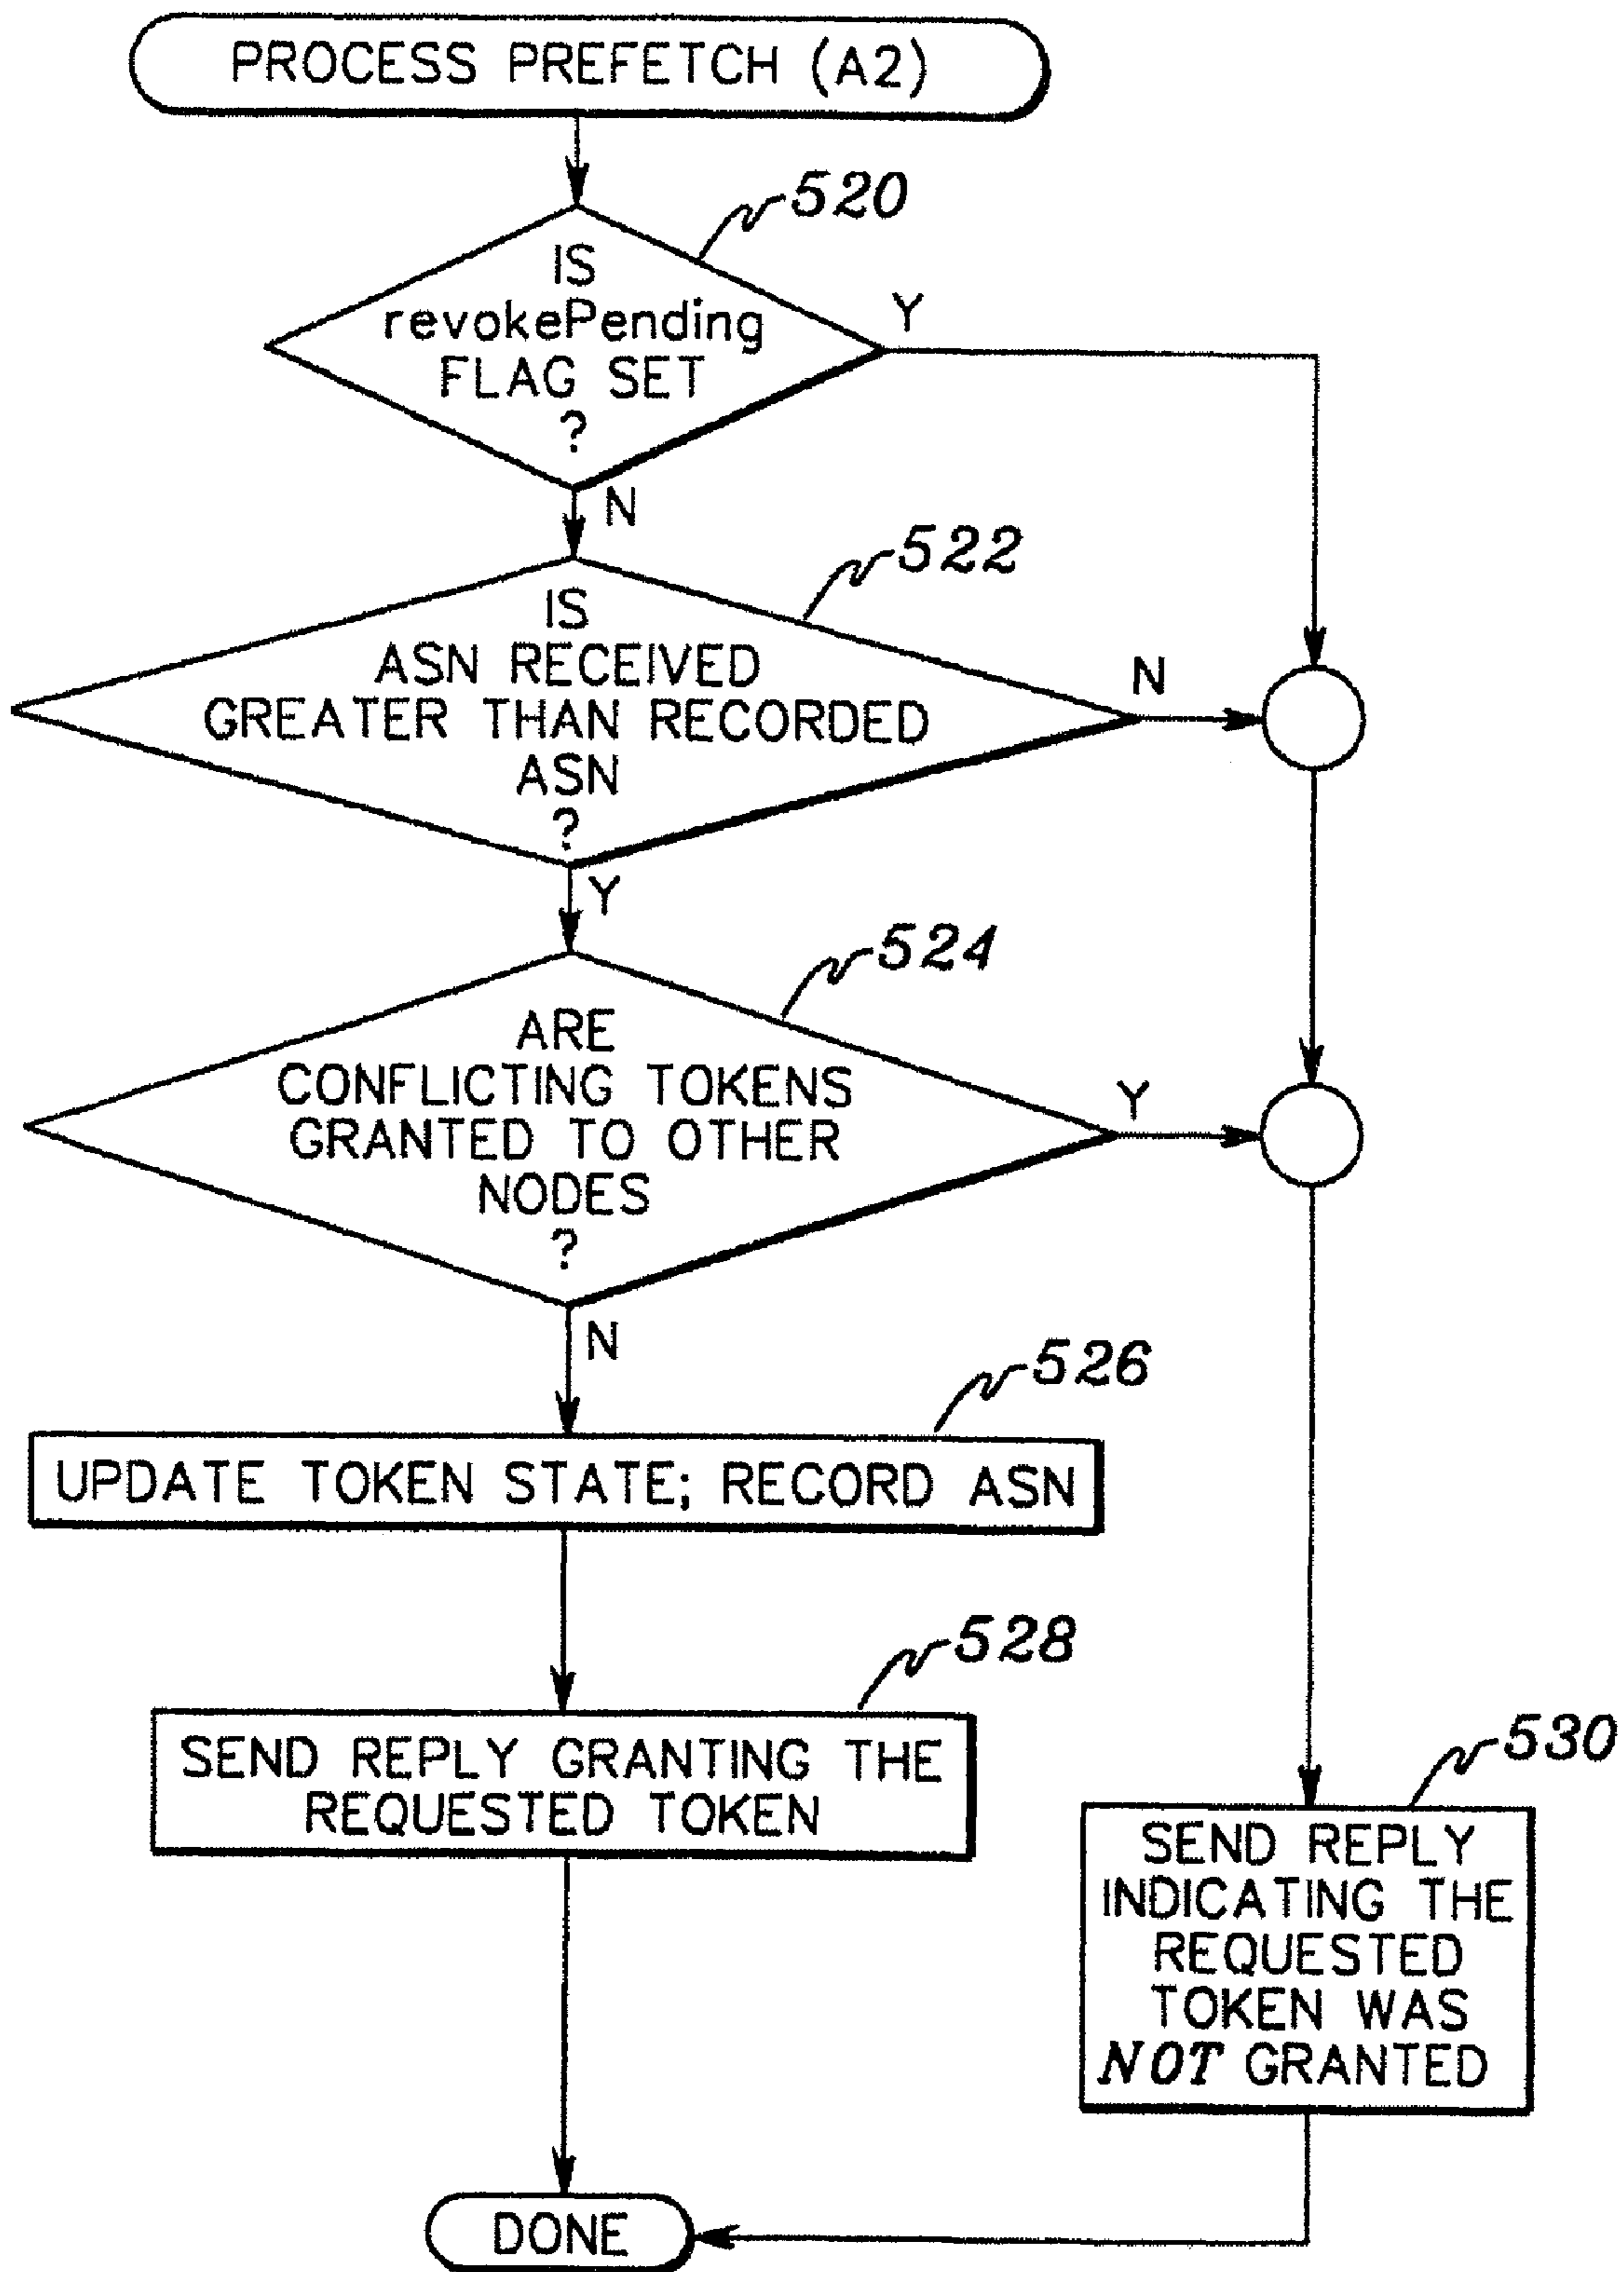 PROCESS PREFETCH (A2)
520
IS
revokePending
FLAG SET
?
Y
N
522
IS
ASN RECEIVED
GREATER THAN RECORDED
ASN
?
N
Y
524
ARE
CONFLICTING TOKENS
GRANTED TO OTHER
NODES
?
Y
N
526
UPDATE TOKEN STATE; RECORD ASN
528
SEND REPLY GRANTING THE
REQUESTED TOKEN
530
SEND REPLY
INDICATING THE
REQUESTED
TOKEN WAS
NOT GRANTED
DONE